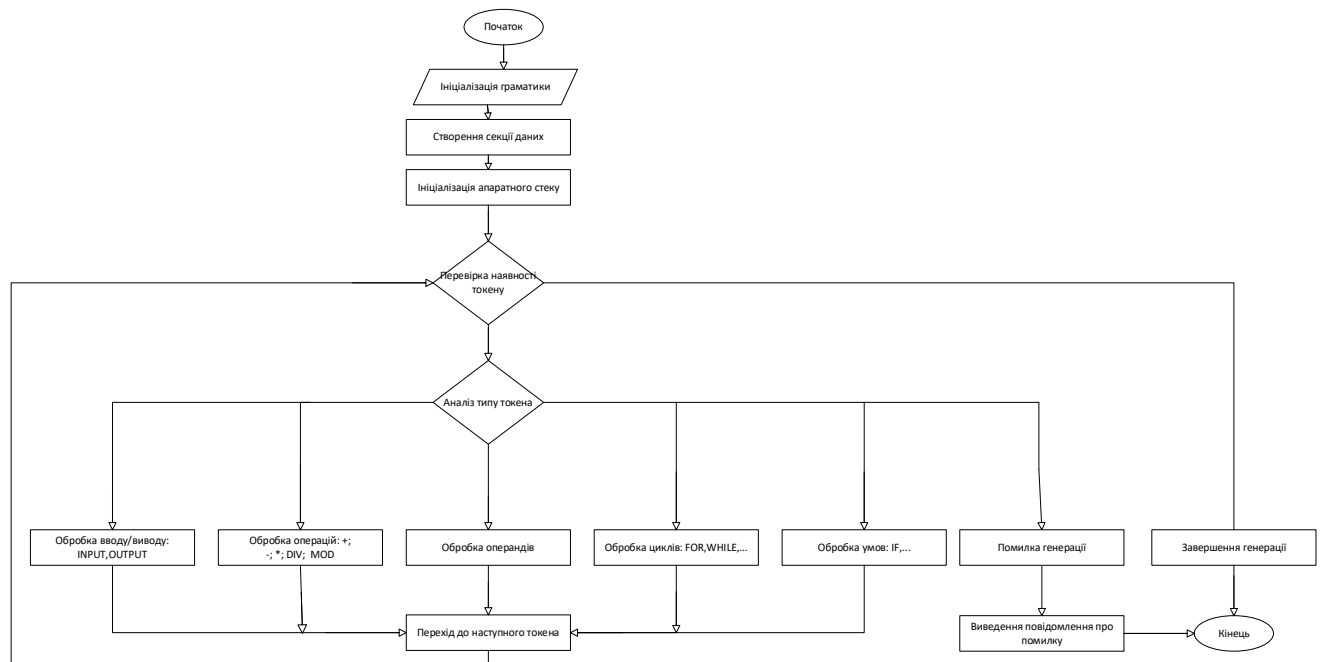 Початок
Ініціалізація граматики
Створення секції даних
Ініціалізація апаратного стеку
Перевірка наявності
токену
Аналіз типу токена
Обробка вводу/виводу:
INPUT,OUTPUT
Обробка операцій: +;
-; *; DIV; MOD
Обробка операндів
Обробка циклів: FOR,WHILE,...
Обробка умов: IF,...
Помилка генерації
Завершення генерації
Перехід до наступного токена
Виведення повідомлення про
помилку
Кінець